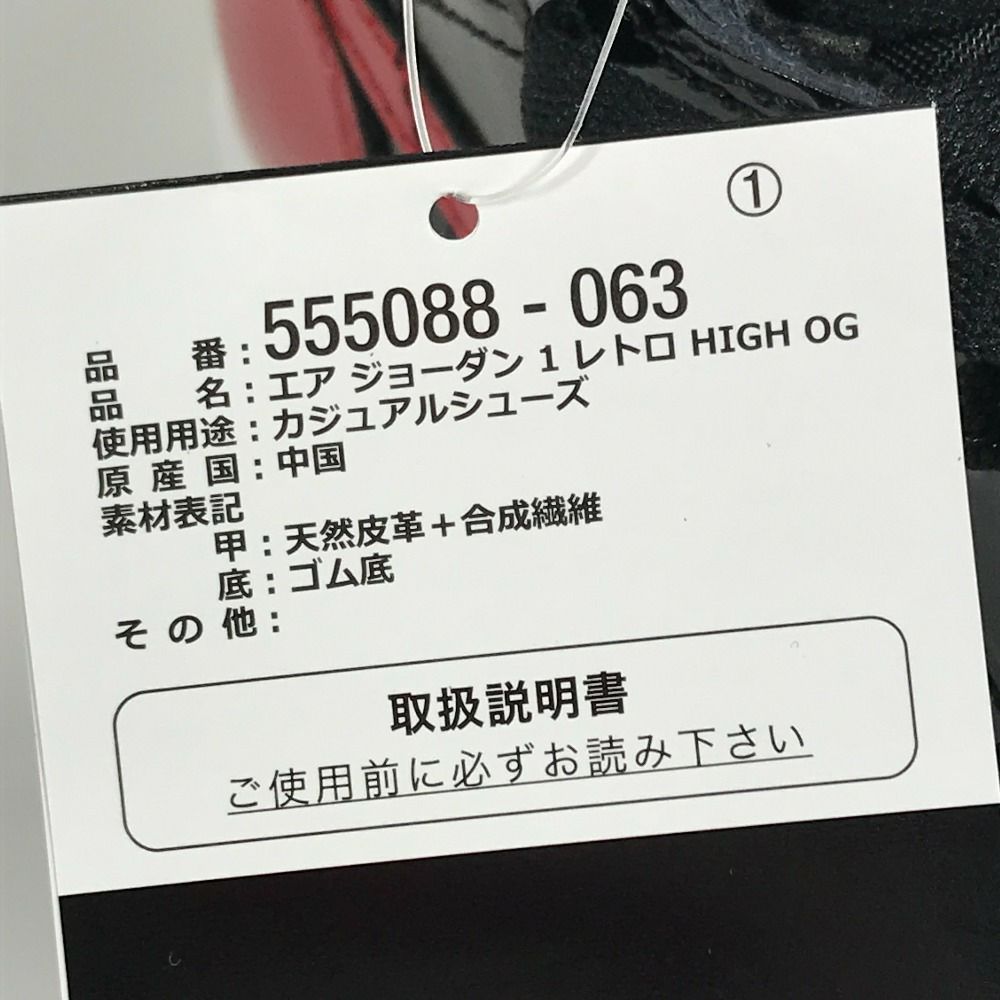 ①
品番：555088 - 063
品名：エア ジョーダン 1 レトロ HIGH OG
使用用途：カジュアルシューズ
原産国：中国
素材表記
甲：天然皮革＋合成繊維
底：ゴム底
その他：
取扱説明書
ご使用前に必ずお読み下さい